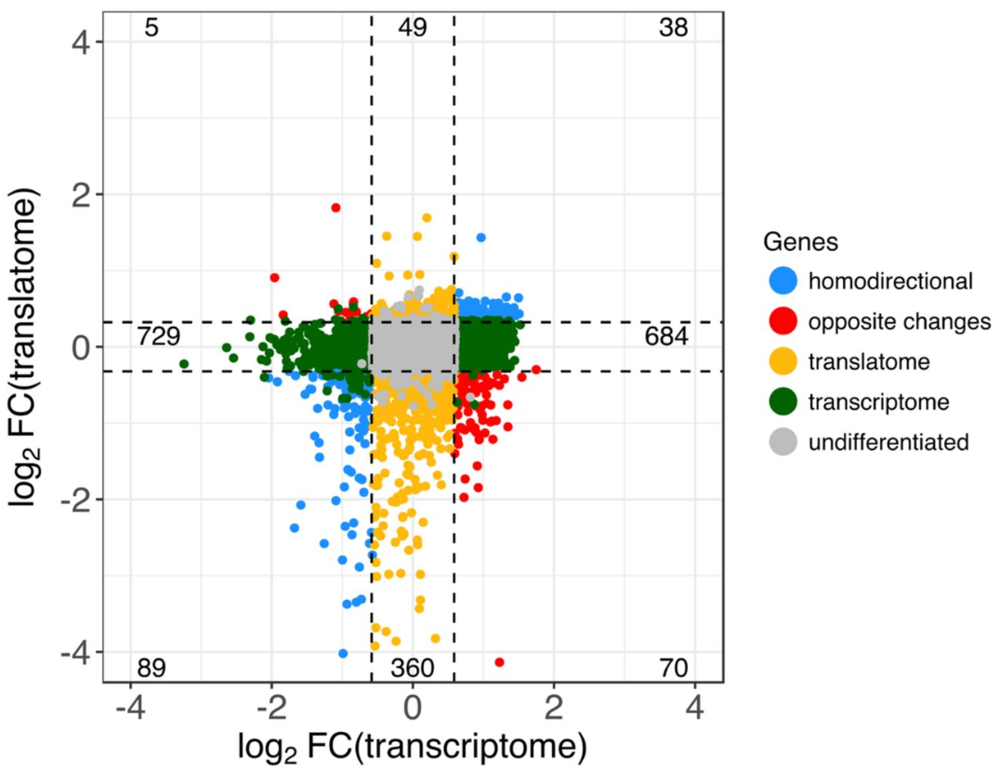 5 49 38
4
2
729 684
0
-2
-4
89 360 70
-4 -2 0 2 4
log2 FC(transcriptome)
log2 FC(translatome)
Genes
homodirectional
opposite changes
translatome
transcriptome
undifferentiated